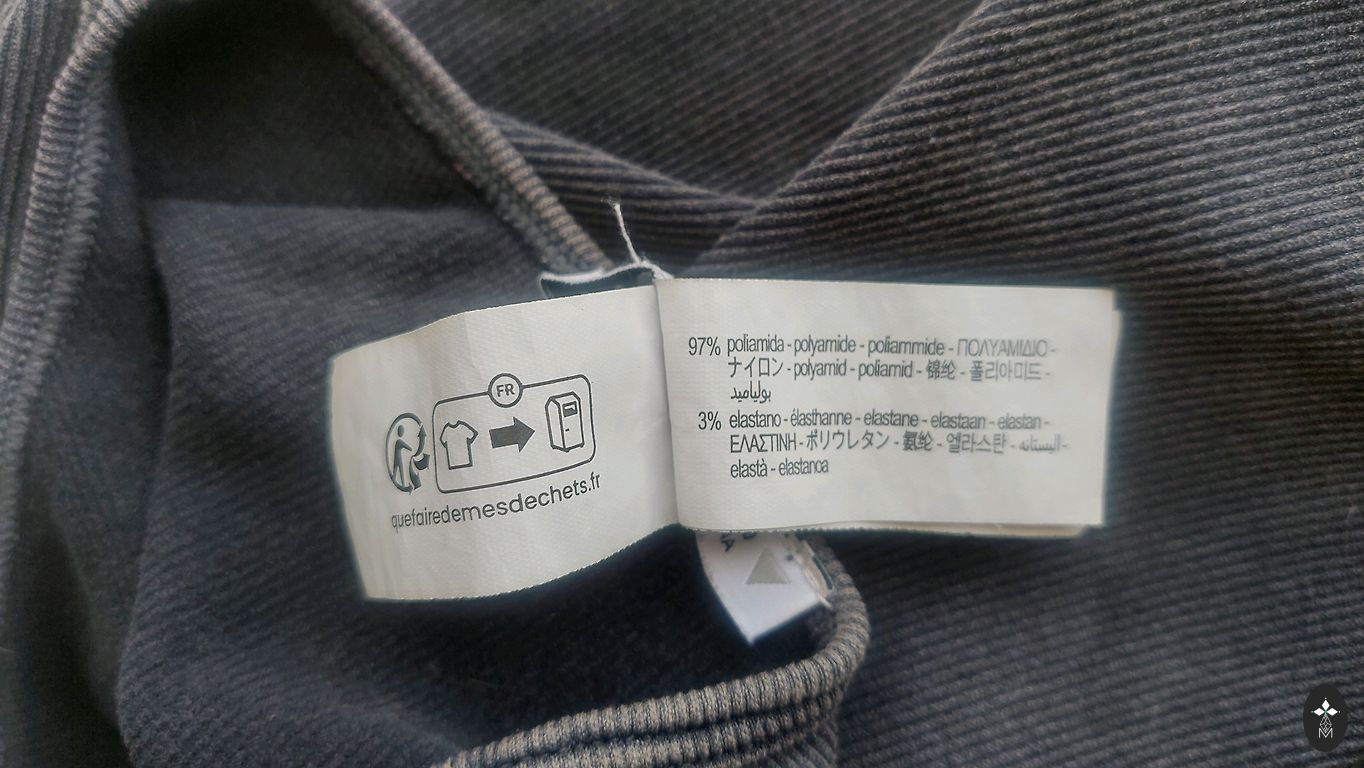 FR
quefairedemesdechets.fr
97% poliamida - polyamide - poliammide - ΠΟΛΥΑΜΙΔΙΟ -
ナイロン - polyamid - poliamid - 锦纶 - 폴리아미드 -
بولياميد
3% elastano - élasthanne - elastane - elastaan - elastan -
ΕΛΑΣΤΙΝΗ - ポリウレタン - 氨纶 - 엘라스탄 - اليستانه -
elastà - elastanoa
M